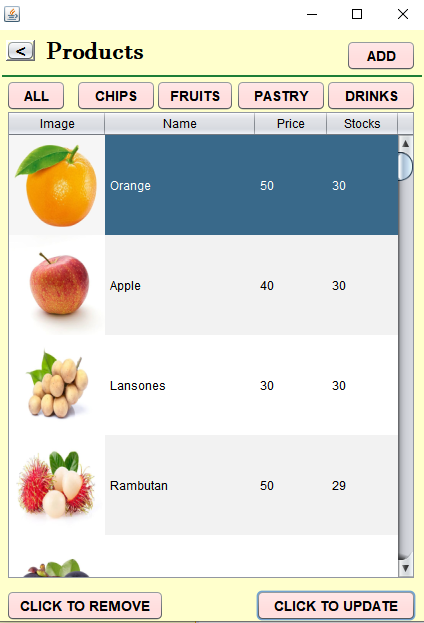 < Products
ADD
ALL CHIPS FRUITS PASTRY DRINKS
Image Name Price Stocks
Orange 50 30
Apple 40 30
Lansones 30 30
Rambutan 50 29
CLICK TO REMOVE CLICK TO UPDATE